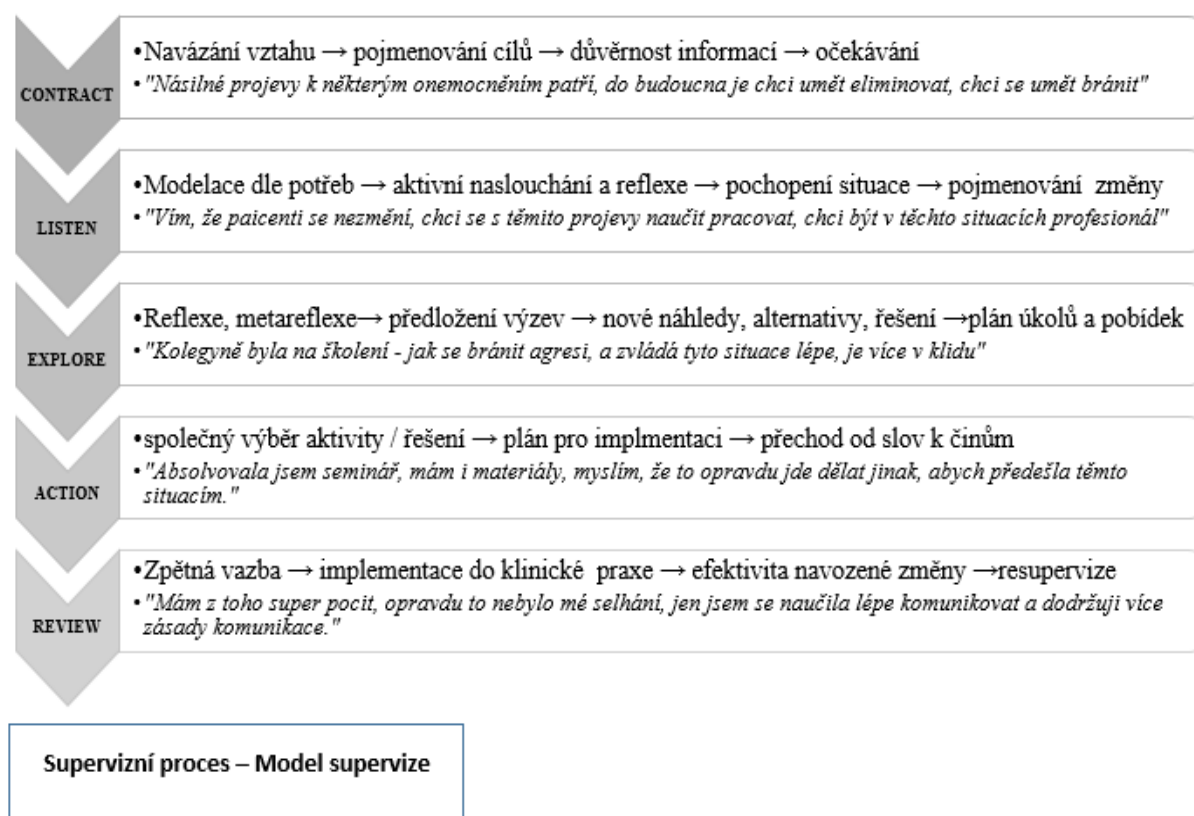 CONTRACT
•Navázání vztahu → pojmenování cílů → důvěrnost informací → očekávání
•"Násilné projevy k některým onemocněním patří, do budoucna je chci umět eliminovat, chci se umět bránit"
LISTEN
•Modelace dle potřeb → aktivní naslouchání a reflexe → pochopení situace → pojmenování změny
•"Vím, že paicenti se nezmění, chci se s těmito projevy naučit pracovat, chci být v těchto situacích profesionál"
EXPLORE
•Reflexe, metareflexe→ předložení výzev → nové náhledy, alternativy, řešení →plán úkolů a pobídek
•"Kolegyně byla na školení - jak se bránit agresi, a zvládá tyto situace lépe, je více v klidu"
ACTION
•společný výběr aktivity / řešení → plán pro implmentaci → přechod od slov k činům
•"Absolvovala jsem seminář, mám i materiály, myslím, že to opravdu jde dělat jinak, abych předešla těmto
situacím."
REVIEW
•Zpětná vazba → implementace do klinické praxe → efektivita navozené změny →resupervize
•"Mám z toho super pocit, opravdu to nebylo mé selhání, jen jsem se naučila lépe komunikovat a dodržuji více
zásady komunikace."
Supervizní proces – Model supervize